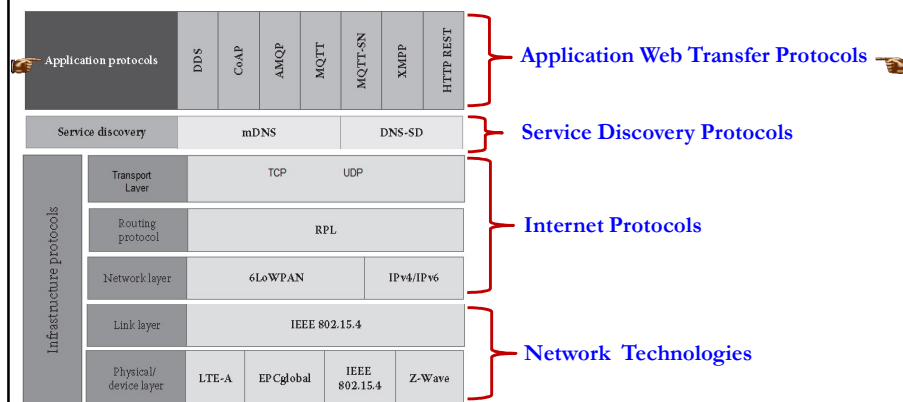 Application protocols
DDS
CoAP
AMQP
MQTT
MQTT-SN
XMPP
HTTP REST
Application Web Transfer Protocols
Service discovery
mDNS
DNS-SD
Service Discovery Protocols
Infrastructure protocols
Transport
Layer
TCP
UDP
Routing
protocol
RPL
Internet Protocols
Network layer
6LoWPAN
IPv4/IPv6
Link layer
IEEE 802.15.4
Network Technologies
Physical/
device layer
LTE-A
EPCglobal
IEEE
802.15.4
Z-Wave